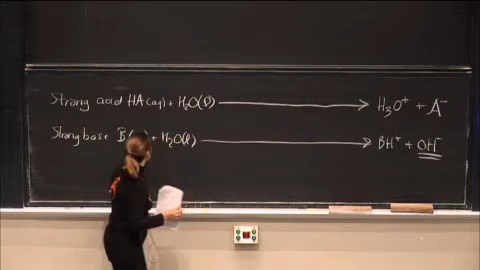 Strong acid HA(aq) + H₂O(l) ⟶ H₃O⁺ + A⁻
Strong base B + H₂O(l) ⟶ BH⁺ + OH⁻